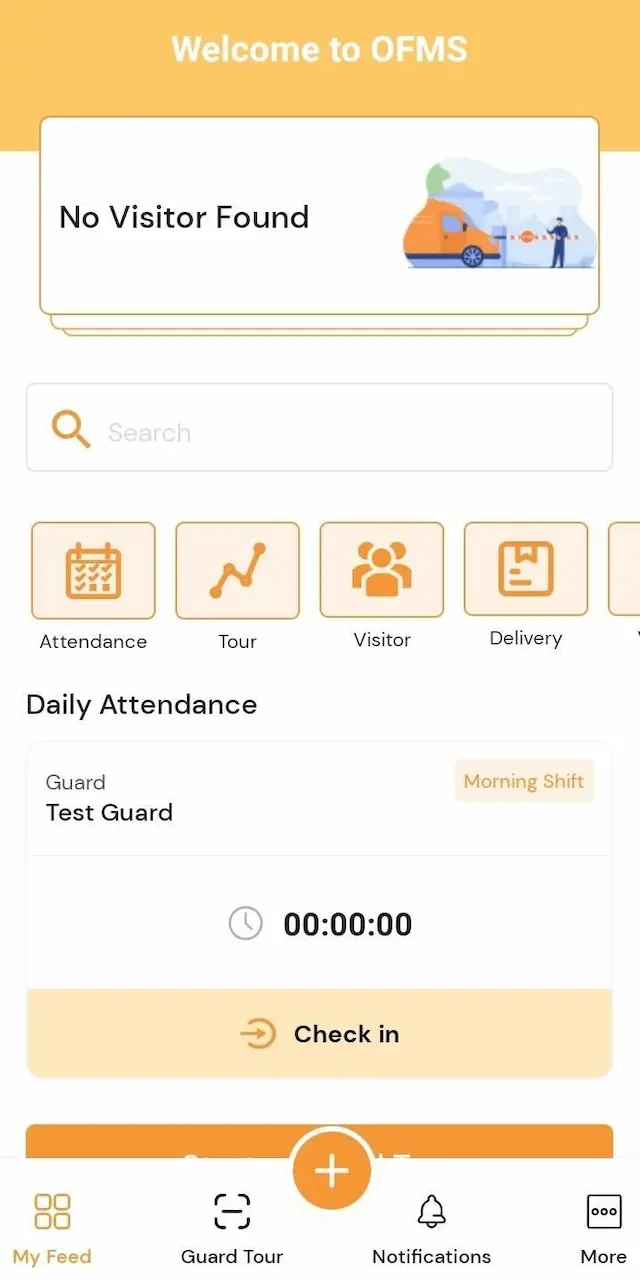 Welcome to OFMS
No Visitor Found
Search
Attendance
Tour
Visitor
Delivery
Daily Attendance
Guard
Morning Shift
Test Guard
00:00:00
Check in
My Feed
Guard Tour
Notifications
More